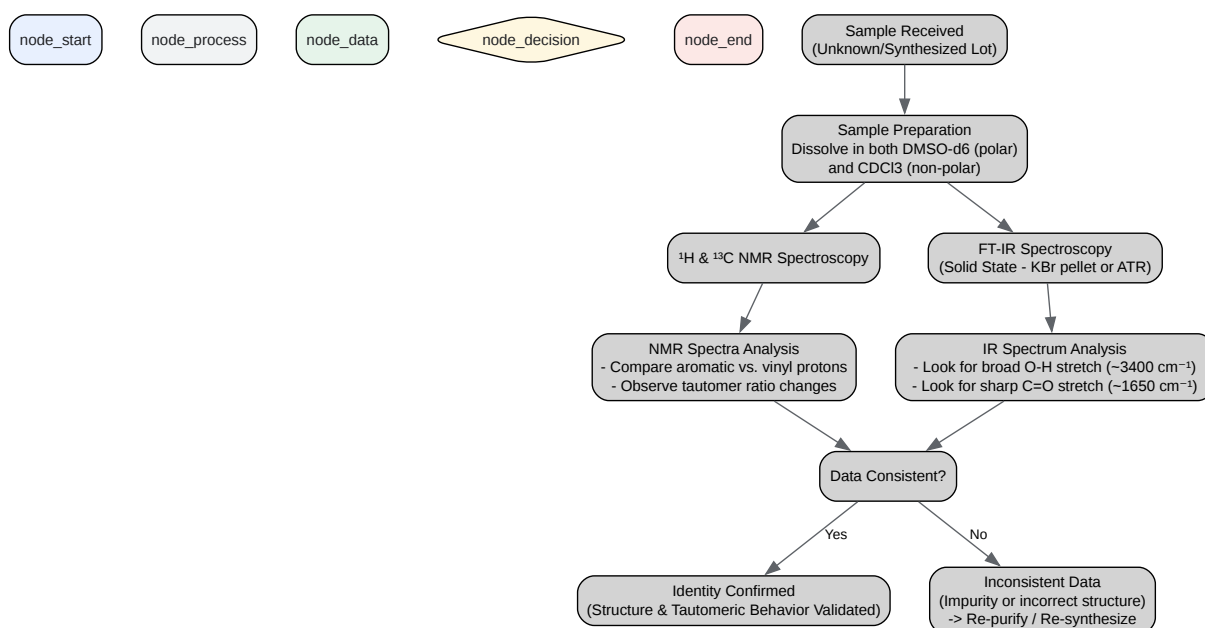 node_start
node_process
node_data
node_decision
node_end
Sample Received
(Unknown/Synthesized Lot)
Sample Preparation
Dissolve in both DMSO-d6 (polar)
and CDCl3 (non-polar)
¹H & ¹³C NMR Spectroscopy
FT-IR Spectroscopy
(Solid State - KBr pellet or ATR)
NMR Spectra Analysis
- Compare aromatic vs. vinyl protons
- Observe tautomer ratio changes
IR Spectrum Analysis
- Look for broad O-H stretch (~3400 cm⁻¹)
- Look for sharp C=O stretch (~1650 cm⁻¹)
Data Consistent?
Yes
No
Identity Confirmed
(Structure & Tautomeric Behavior Validated)
Inconsistent Data
(Impurity or incorrect structure)
-> Re-purify / Re-synthesize